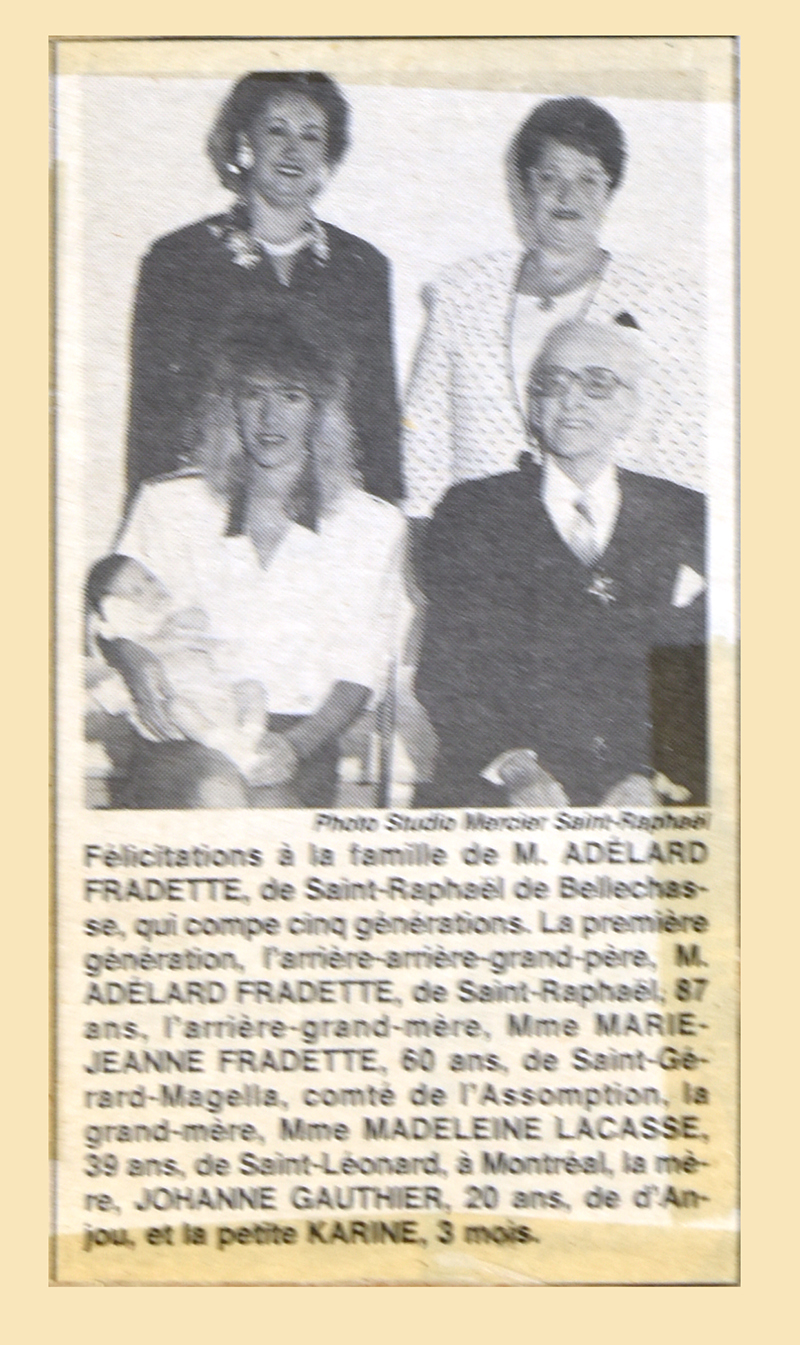 Photo Studio Mercier Saint-Raphaël
Félicitations à la famille de M. ADÉLARD
FRADETTE, de Saint-Raphaël de Bellechas-
se, qui compe cinq générations. La première
génération, l'arrière-arrière-grand-père, M.
ADÉLARD FRADETTE, de Saint-Raphaël, 87
ans, l'arrière-grand-mère, Mme MARIE-
JEANNE FRADETTE, 60 ans, de Saint-Gé-
rard-Magella, comté de l'Assomption, la
grand-mère, Mme MADELEINE LACASSE,
39 ans, de Saint-Léonard, à Montréal, la mè-
re, JOHANNE GAUTHIER, 20 ans, de d'An-
jou, et la petite KARINE, 3 mois.